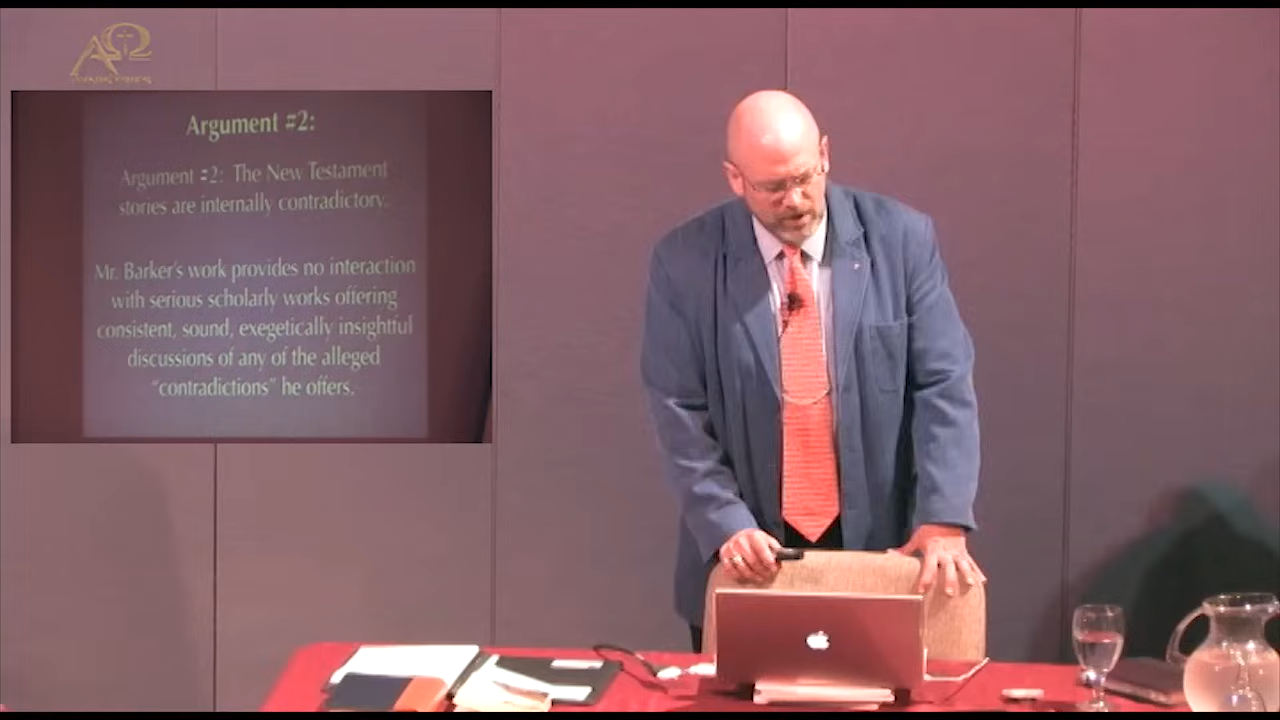 ΑΩ
Argument #2:
Argument #2: The New Testament
stories are internally contradictory.
Mr. Barker's work provides no interaction
with serious scholarly works offering
consistent, sound, exegetically insightful
discussions of any of the alleged
"contradictions" he offers.